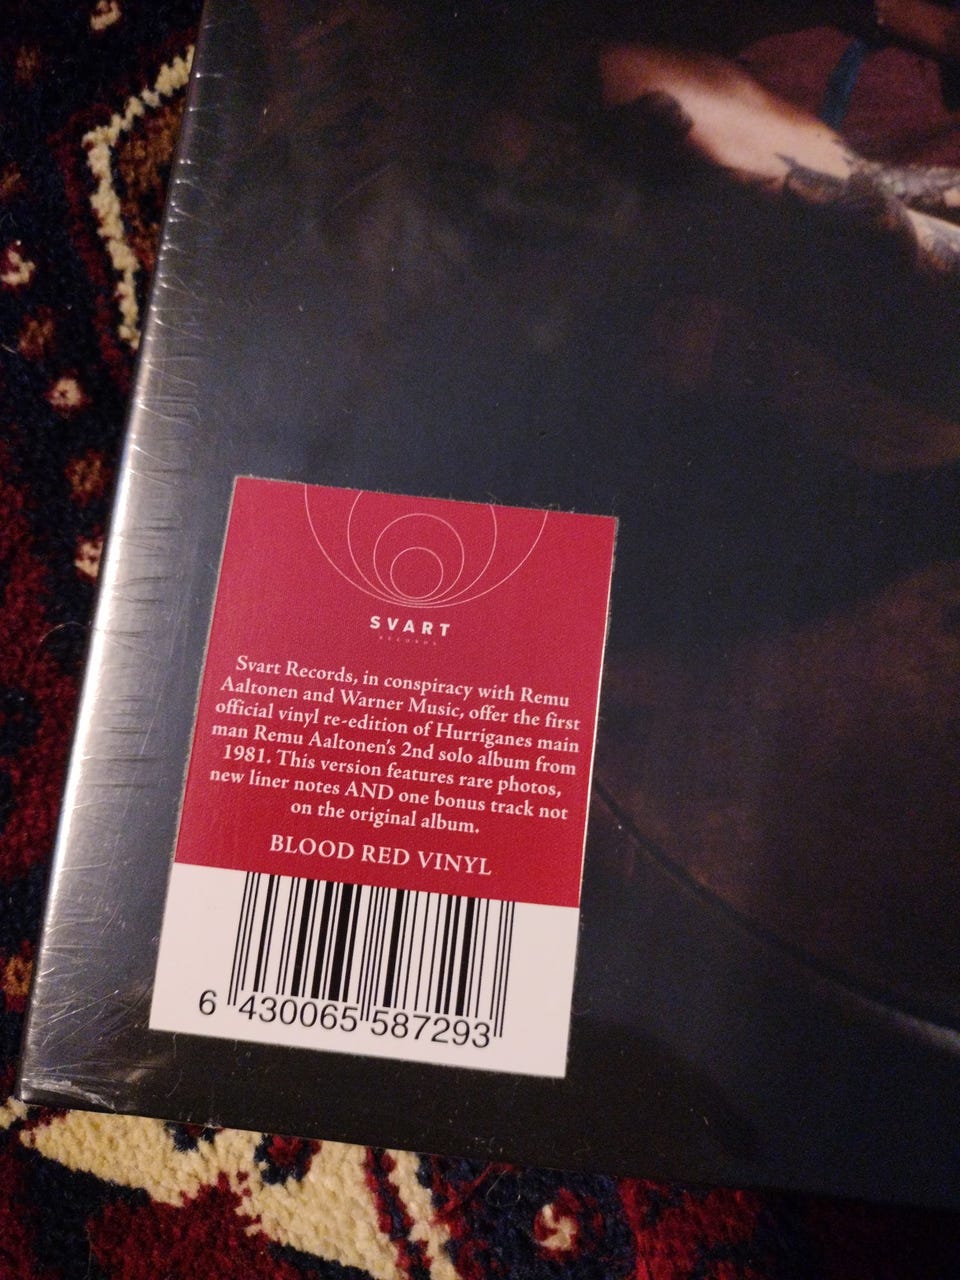 SVART
RECORDS
Svart Records, in conspiracy with Remu
Aaltonen and Warner Music, offer the first
official vinyl re-edition of Hurriganes main
man Remu Aaltonen's 2nd solo album from
1981. This version features rare photos,
new liner notes AND one bonus track not
on the original album.
BLOOD RED VINYL
6 430065 587293